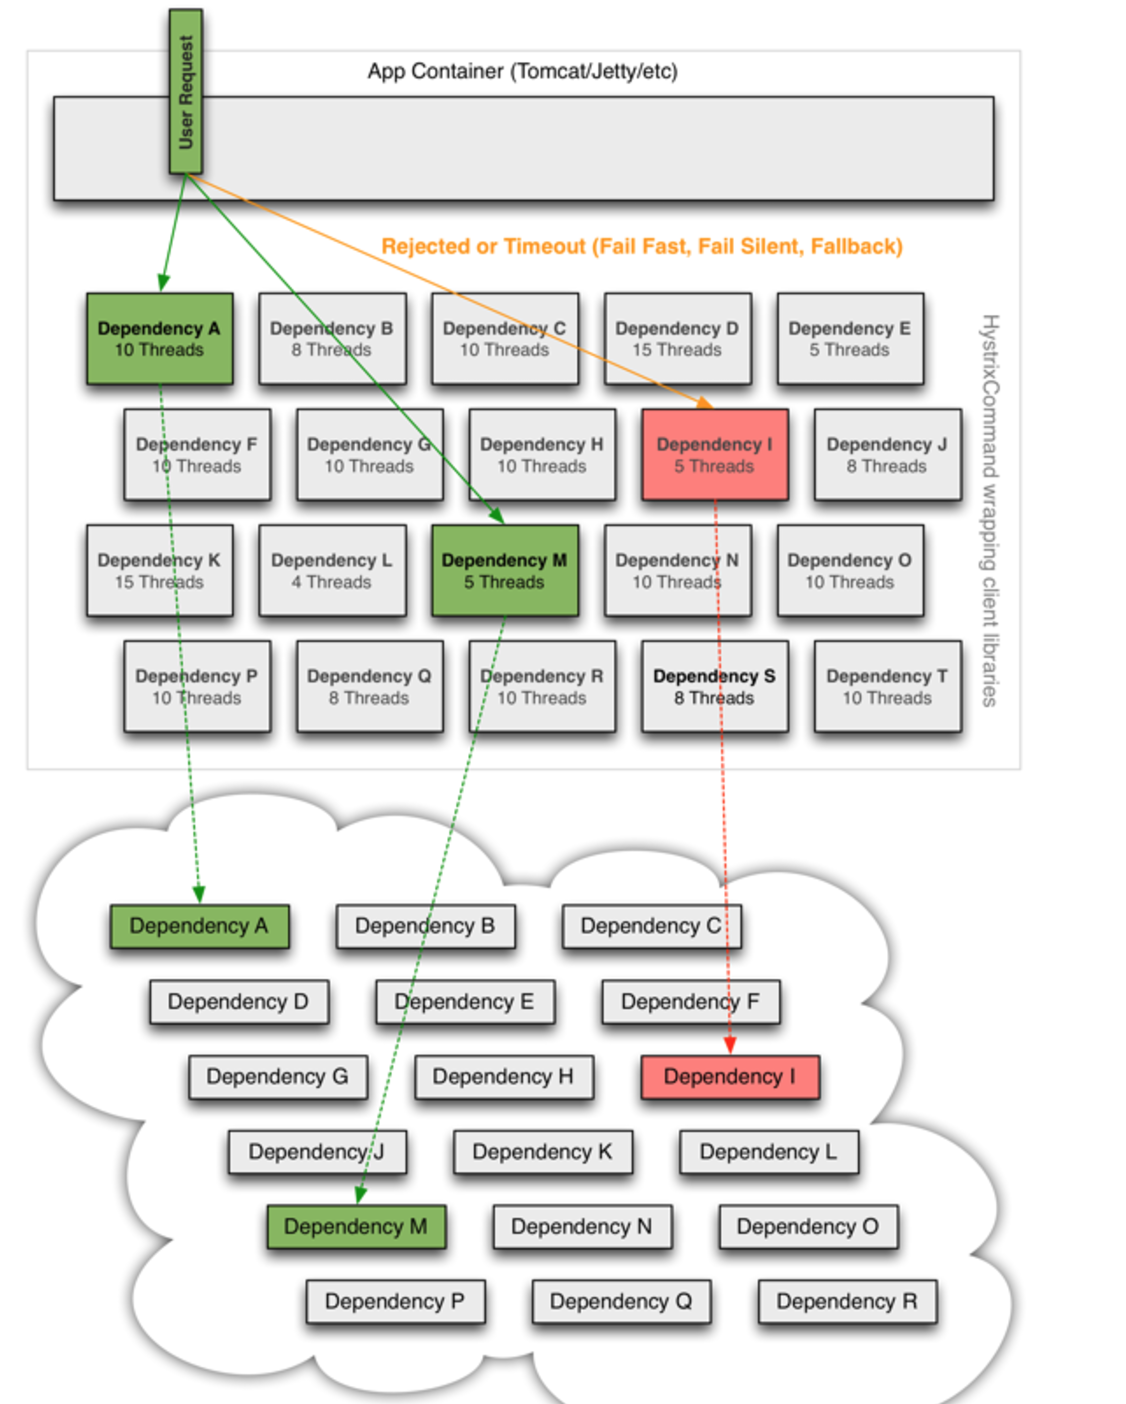 User Request
App Container (Tomcat/Jetty/etc)
Rejected or Timeout (Fail Fast, Fail Silent, Fallback)
Dependency A
10 Threads
Dependency B
8 Threads
Dependency C
10 Threads
Dependency D
15 Threads
Dependency E
5 Threads
Dependency F
10 Threads
Dependency G
10 Threads
Dependency H
10 Threads
Dependency I
5 Threads
Dependency J
8 Threads
Dependency K
15 Threads
Dependency L
4 Threads
Dependency M
5 Threads
Dependency N
10 Threads
Dependency O
10 Threads
Dependency P
10 Threads
Dependency Q
8 Threads
Dependency R
10 Threads
Dependency S
8 Threads
Dependency T
10 Threads
HystrixCommand wrapping client libraries
Dependency A
Dependency B
Dependency C
Dependency D
Dependency E
Dependency F
Dependency G
Dependency H
Dependency I
Dependency J
Dependency K
Dependency L
Dependency M
Dependency N
Dependency O
Dependency P
Dependency Q
Dependency R